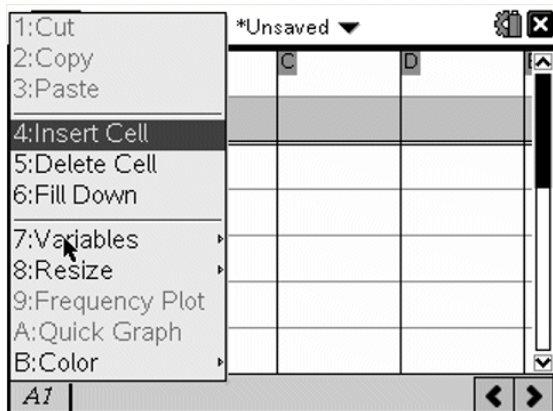 1:Cut
2:Copy
3:Paste
4:Insert Cell
5:Delete Cell
6:Fill Down
7:Variables
8:Resize
9:Frequency Plot
A:Quick Graph
B:Color
*Unsaved
C D
A1